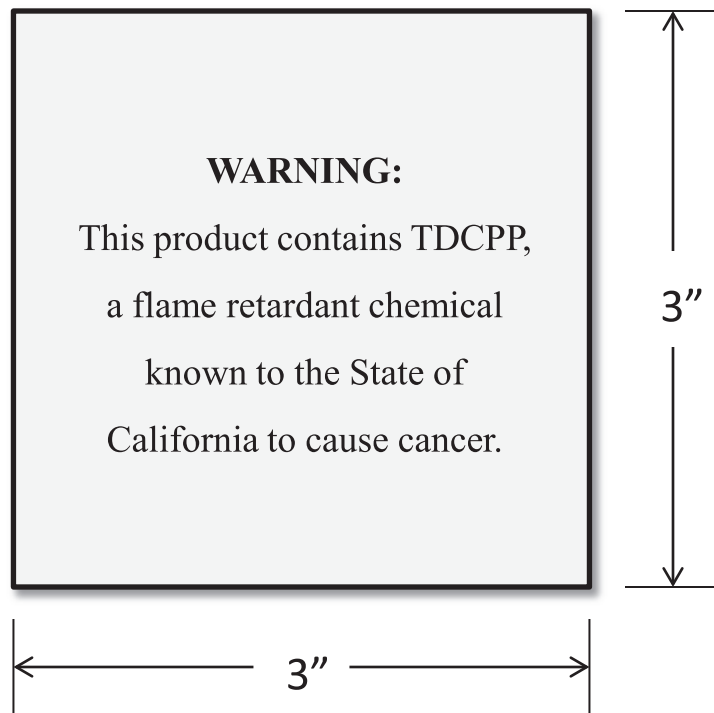 WARNING:
This product contains TDCPP,
a flame retardant chemical
known to the State of
California to cause cancer.
3”
3”